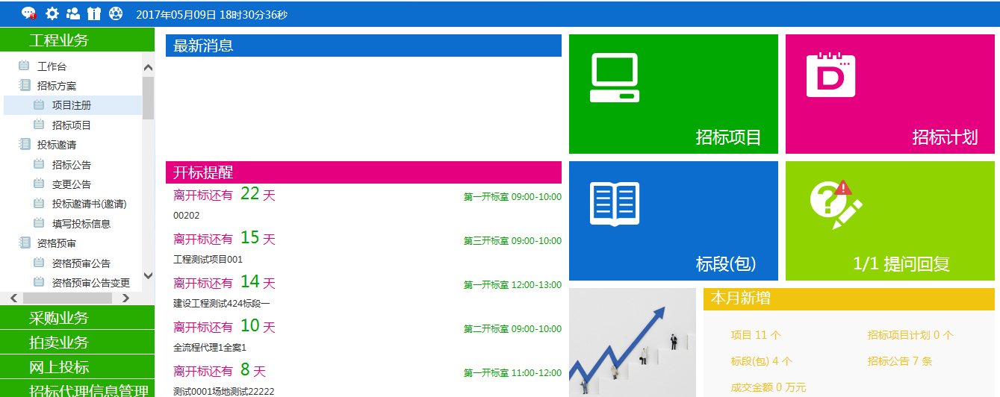 2017年05月09日 18时30分36秒
工程业务
工作台
招标方案
项目注册
招标项目
投标邀请
招标公告
变更公告
投标邀请书(邀请)
填写投标信息
资格预审
资格预审公告
资格预审公告变更
采购业务
拍卖业务
网上投标
招标代理信息管理
最新消息
开标提醒
离开标还有 22 天 第一开标室 09:00-10:00
00202
离开标还有 15 天 第三开标室 09:00-10:00
工程测试项目001
离开标还有 14 天 第一开标室 12:00-13:00
建设工程测试424标段一
离开标还有 10 天 第二开标室 09:00-10:00
全流程代理1全案1
离开标还有 8 天 第一开标室 11:00-12:00
测试0001场地测试22222
招标项目
D
招标计划
标段(包)
1/1 提问回复
本月新增
项目 11 个 招标项目计划 0 个
标段(包) 4 个 招标公告 7 条
成交金额 0 万元